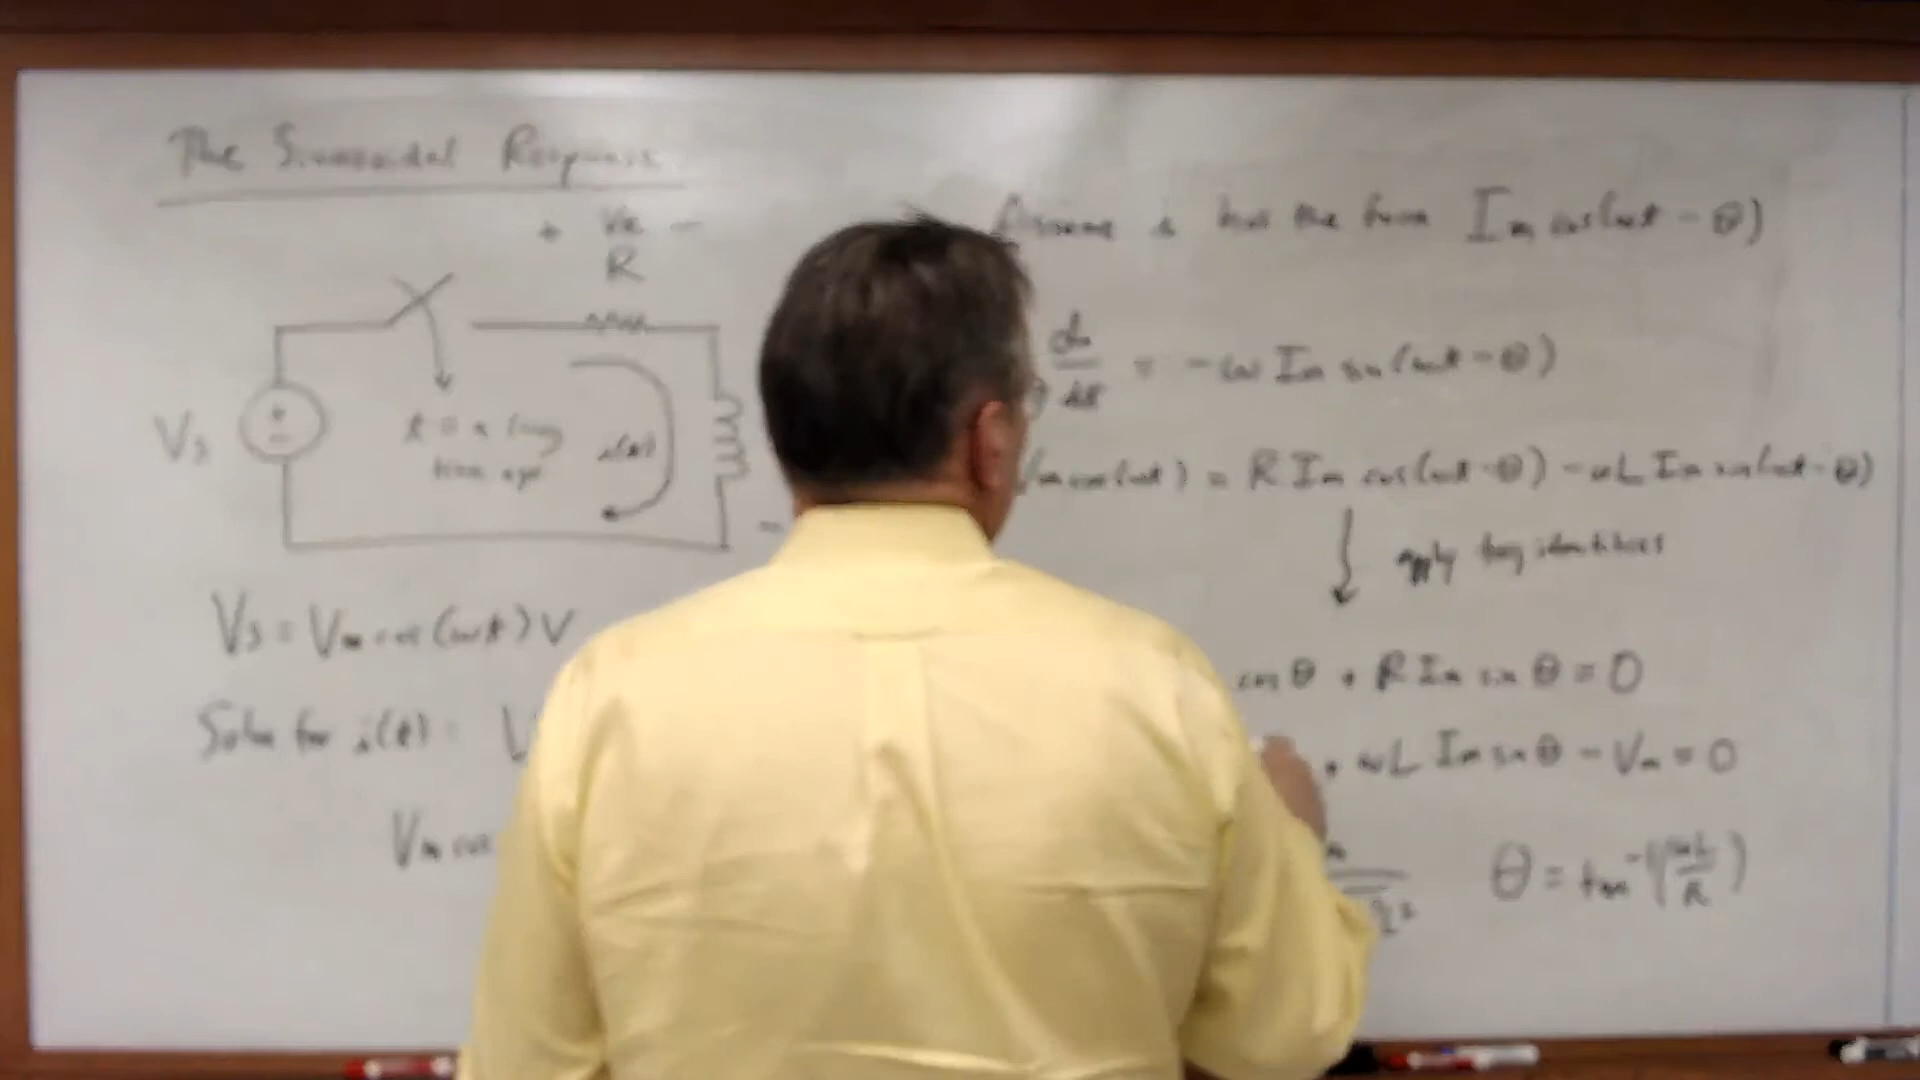 The Sinusoidal Response
+ VR -
R
VS
+
-
t = a long
time ago
i(t)
-
VS = Vm cos(ωt) V
Solve for i(t): L
Vm cos
Assume i has the form Im cos(ωt - θ)
di/dt = -ω Im sin(ωt - θ)
Vm cos(ωt) = R Im cos(ωt - θ) - ωL Im sin(ωt - θ)
apply trig identities
cos θ + R Im sin θ = 0
+ ωL Im sin θ - Vm = 0
θ = tan⁻¹(ωL/R)